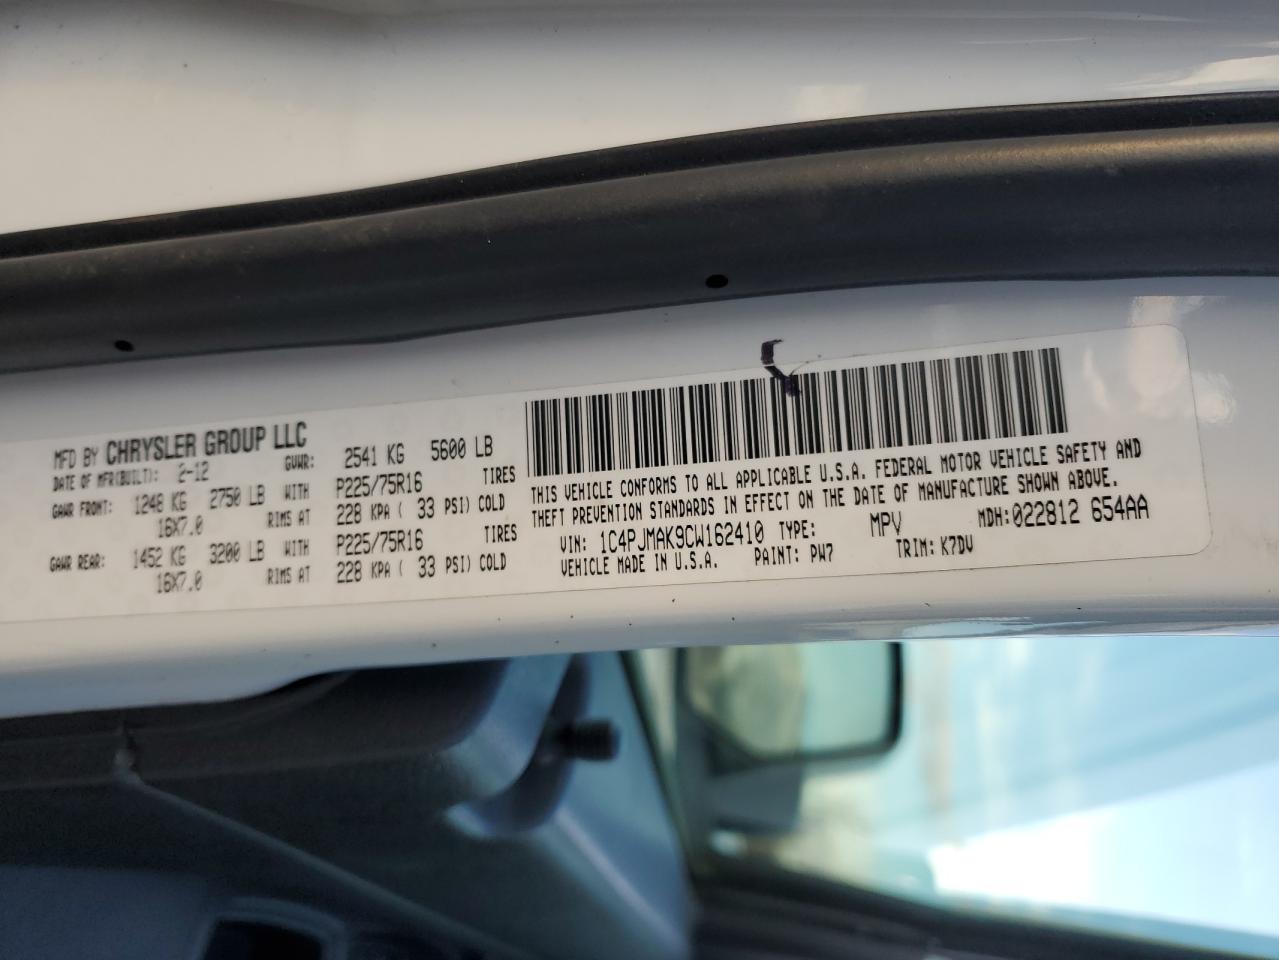 MFD BY CHRYSLER GROUP LLC
DATE OF MFR(BUILT): 2-12 GVWR: 2541 KG 5600 LB
GAWR FRONT: 1248 KG 2750 LB WITH P225/75R16 TIRES
16X7.0 RIMS AT 228 KPA ( 33 PSI) COLD
GAWR REAR: 1452 KG 3200 LB WITH P225/75R16 TIRES
16X7.0 RIMS AT 228 KPA ( 33 PSI) COLD
THIS VEHICLE CONFORMS TO ALL APPLICABLE U.S.A. FEDERAL MOTOR VEHICLE SAFETY AND
THEFT PREVENTION STANDARDS IN EFFECT ON THE DATE OF MANUFACTURE SHOWN ABOVE.
VIN: 1C4PJMAK9CW162410 TYPE: MPV MDH:022812 654AA
VEHICLE MADE IN U.S.A. PAINT: PW7 TRIM: K7DV